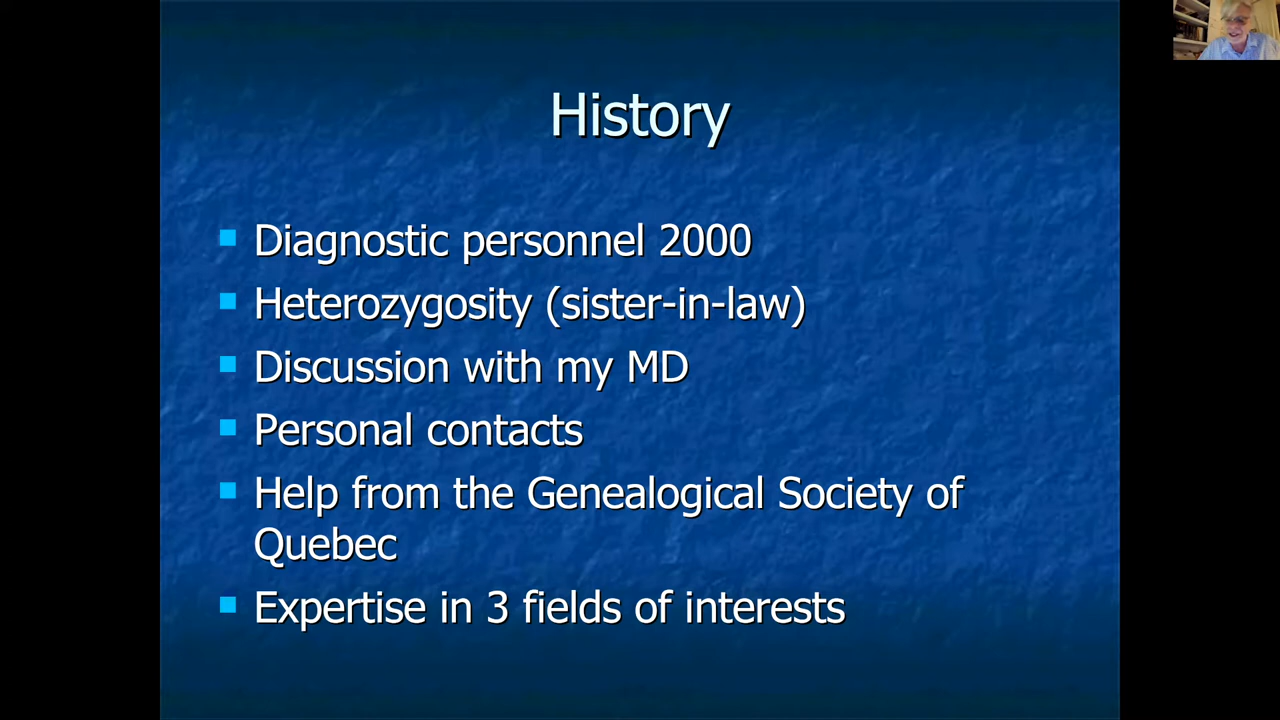 History
Diagnostic personnel 2000
Heterozygosity (sister-in-law)
Discussion with my MD
Personal contacts
Help from the Genealogical Society of
Quebec
Expertise in 3 fields of interests